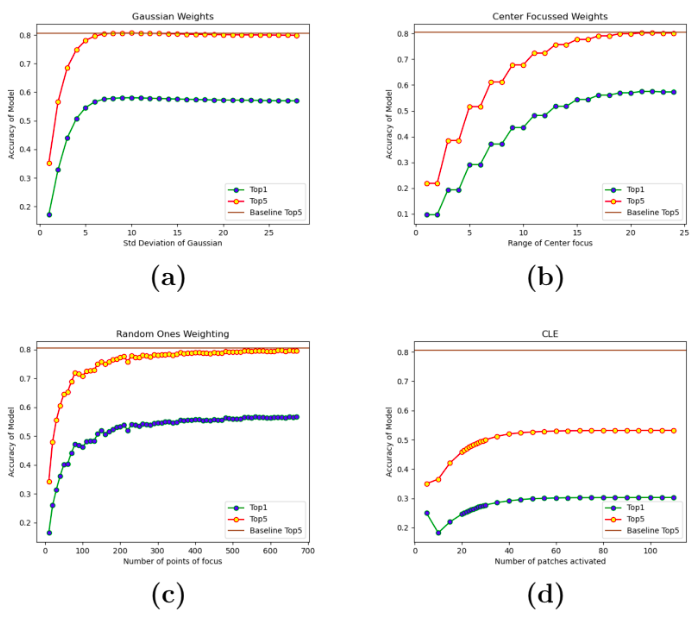 Gaussian Weights
Accuracy of Model
0.8
0.7
0.6
0.5
0.4
0.3
0.2
Top1
Top5
Baseline Top5
0 5 10 15 20 25
Std Deviation of Gaussian
(a)
Center Focussed Weights
Accuracy of Model
0.8
0.7
0.6
0.5
0.4
0.3
0.2
0.1
Top1
Top5
Baseline Top5
0 5 10 15 20 25
Range of Center focus
(b)
Random Ones Weighting
Accuracy of Model
0.8
0.7
0.6
0.5
0.4
0.3
0.2
Top1
Top5
Baseline Top5
0 100 200 300 400 500 600 700
Number of points of focus
(c)
CLE
Accuracy of Model
0.8
0.7
0.6
0.5
0.4
0.3
0.2
Top1
Top5
Baseline Top5
0 20 40 60 80 100
Number of patches activated
(d)